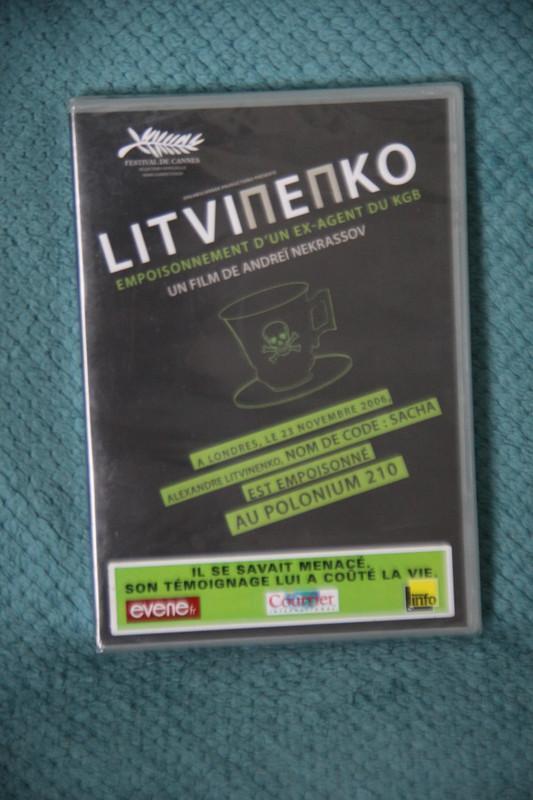 FESTIVAL DE CANNES
LITVIПEПKO
EMPOISONNEMENT D'UN EX-AGENT DU KGB
UN FILM DE ANDREÏ NEKRASSOV
A LONDRES, LE 23 NOVEMBRE 2006,
ALEXANDRE LITVINENKO, NOM DE CODE : SACHA
EST EMPOISONNÉ
AU POLONIUM 210
IL SE SAVAIT MENACÉ.
SON TÉMOIGNAGE LUI A COÛTÉ LA VIE.
evene.fr
Courrier
INTERNATIONAL
info